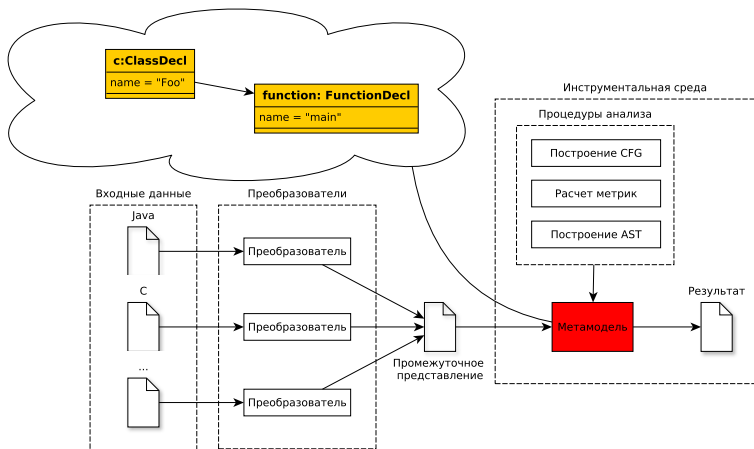 c:ClassDecl
name = "Foo"
function: FunctionDecl
name = "main"
Инструментальная среда
Процедуры анализа
Построение CFG
Расчет метрик
Построение AST
Входные данные
Преобразователи
Java
Преобразователь
C
Преобразователь
...
Преобразователь
Промежуточное
представление
Метамодель
Результат